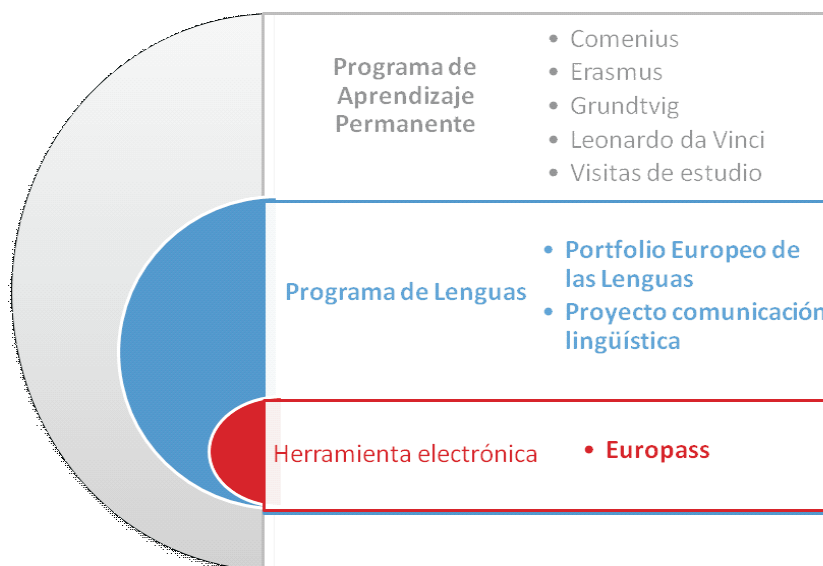 Programa de
Aprendizaje
Permanente
• Comenius
• Erasmus
• Grundtvig
• Leonardo da Vinci
• Visitas de estudio
Programa de Lenguas
• Portfolio Europeo de
las Lenguas
• Proyecto comunicación
lingüística
Herramienta electrónica
• Europass